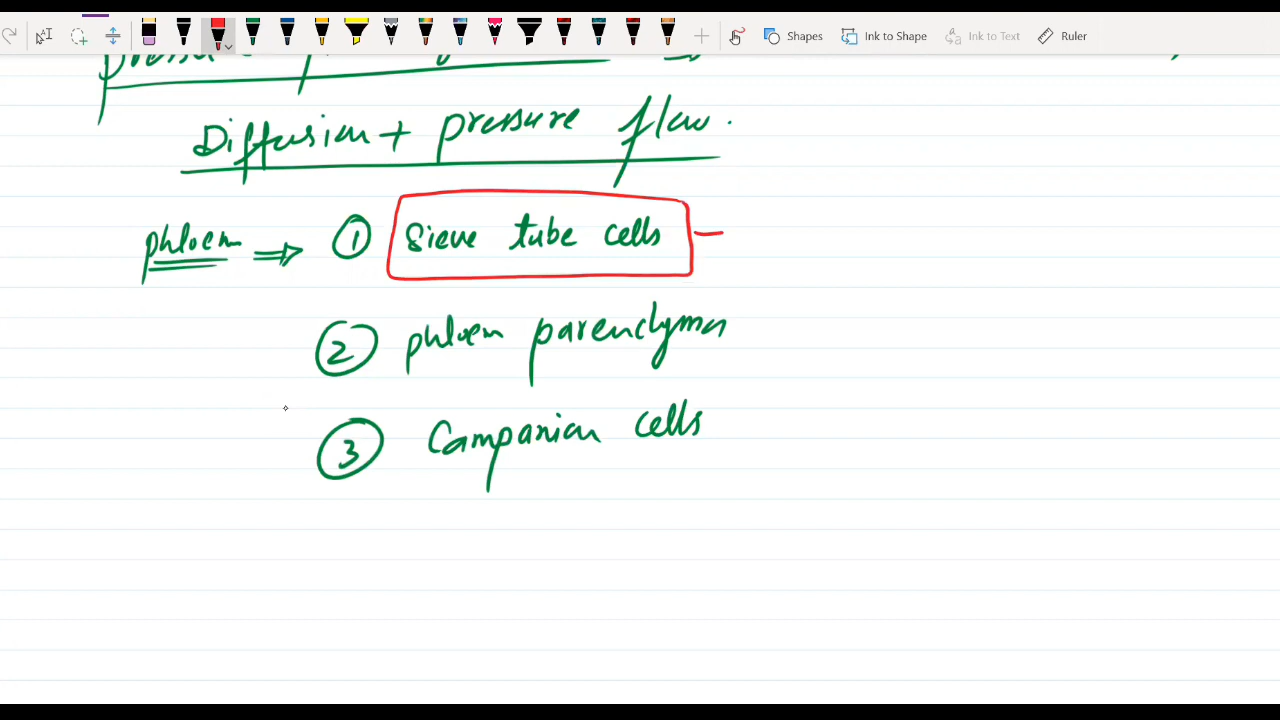 Shapes Ink to Shape Ink to Text Ruler
Diffusion + pressure flow.
phloem ⇒ ① Sieve tube cells –
② phloem parenchyma
③ Companion cells